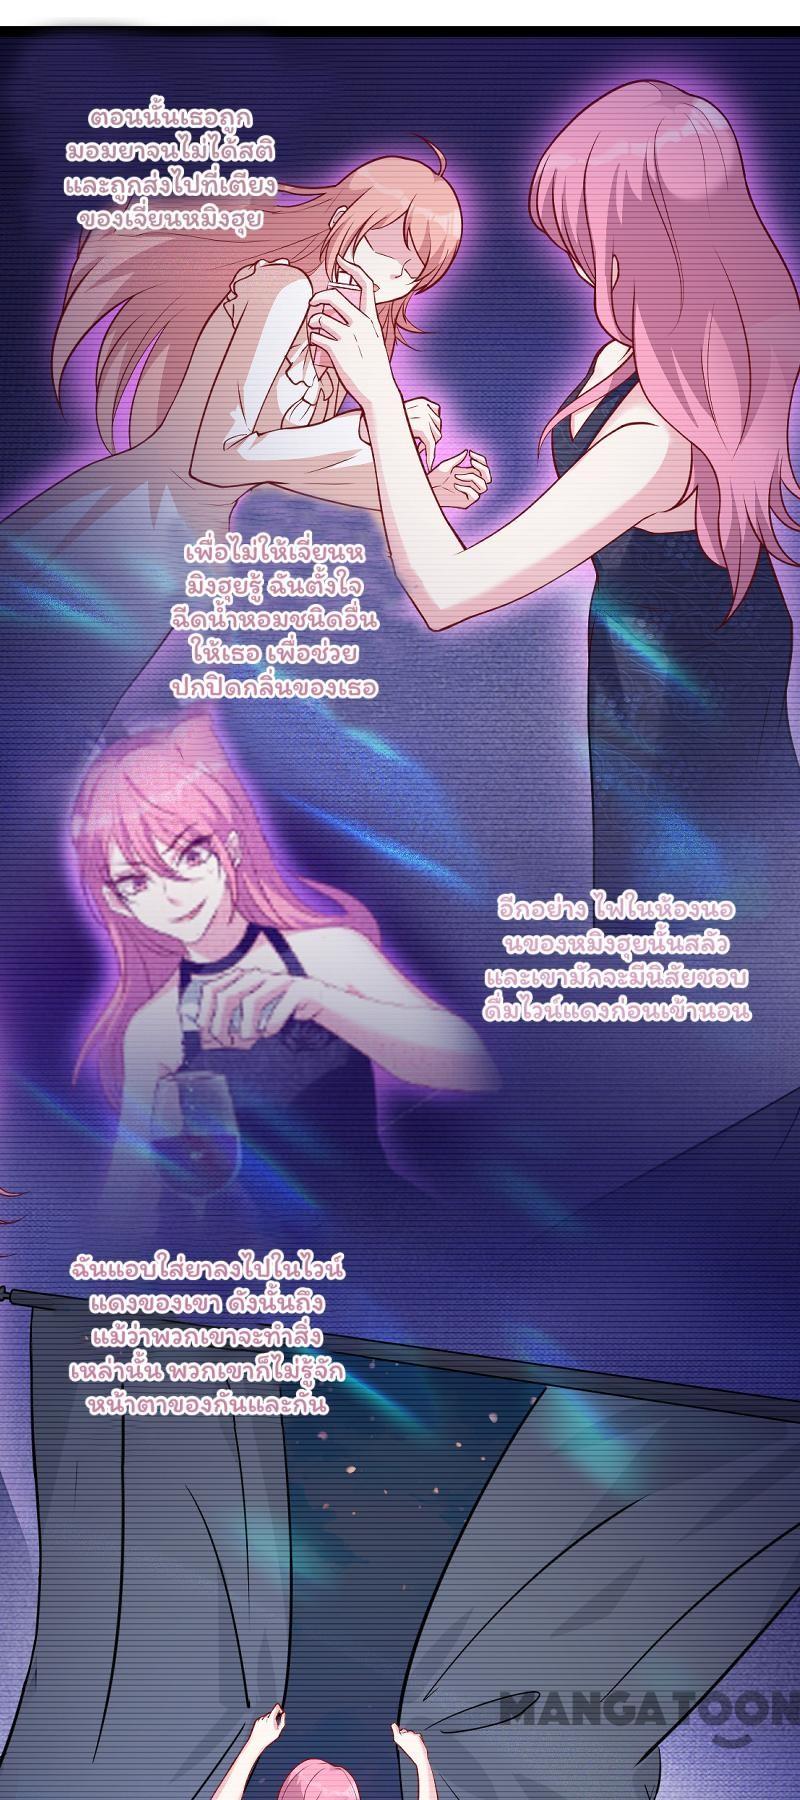 ตอนนั้นเธอถูก
มอมยาจนไม่ได้สติ
และถูกส่งไปที่เตียง
ของเจี่ยนหมิงฮุย
เพื่อไม่ให้เจี่ยนห
มิงฮุยรู้ ฉันตั้งใจ
ฉีดน้ำหอมชนิดอื่น
ให้เธอ เพื่อช่วย
ปกปิดกลิ่นของเธอ
อีกอย่าง ไฟในห้องนอ
นของหมิงฮุยนั้นสลัว
และเขามักจะมีนิสัยชอบ
ดื่มไวน์แดงก่อนเข้านอน
ฉันแอบใส่ยาลงไปในไวน์
แดงของเขา ดังนั้นถึง
แม้ว่าพวกเขาจะทำสิ่ง
เหล่านั้น พวกเขาก็ไม่รู้จัก
หน้าตาของกันและกัน
MANGATOON